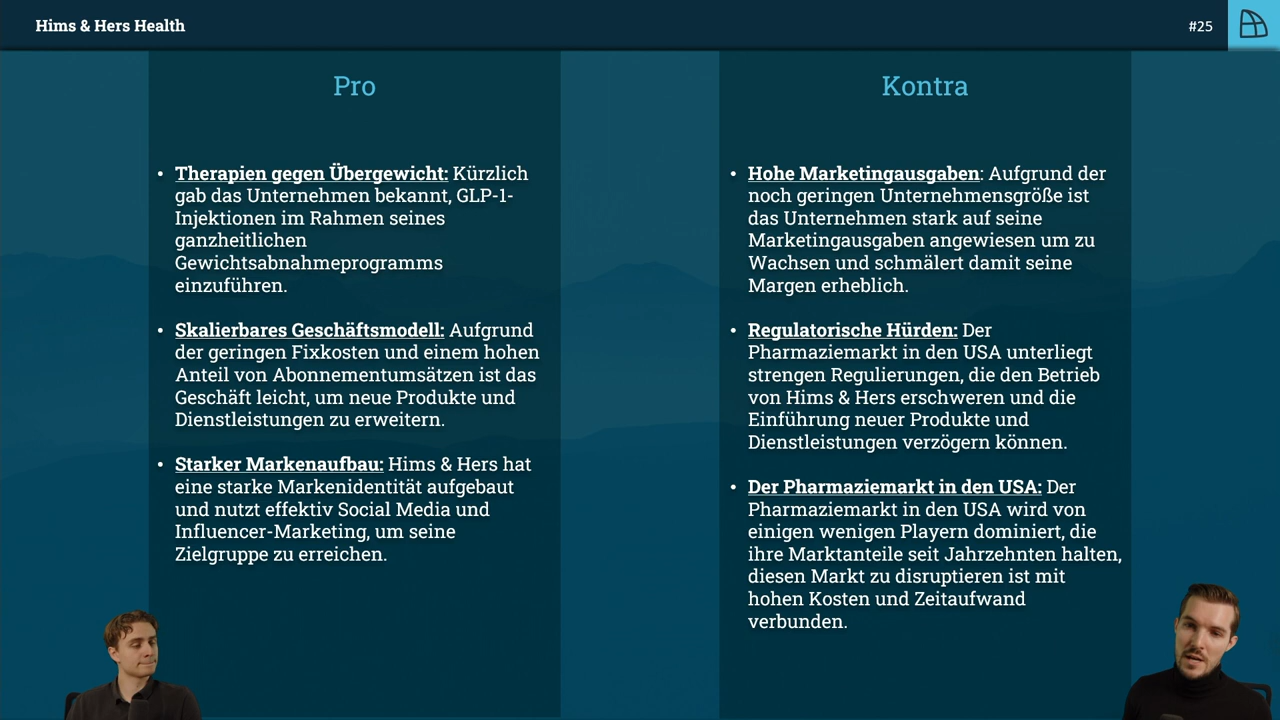 Hims & Hers Health
#25
Pro
• Therapien gegen Übergewicht: Kürzlich
gab das Unternehmen bekannt, GLP-1-
Injektionen im Rahmen seines
ganzheitlichen
Gewichtsabnahmeprogramms
einzuführen.
• Skalierbares Geschäftsmodell: Aufgrund
der geringen Fixkosten und einem hohen
Anteil von Abonnementumsätzen ist das
Geschäft leicht, um neue Produkte und
Dienstleistungen zu erweitern.
• Starker Markenaufbau: Hims & Hers hat
eine starke Markenidentität aufgebaut
und nutzt effektiv Social Media und
Influencer-Marketing, um seine
Zielgruppe zu erreichen.
Kontra
• Hohe Marketingausgaben: Aufgrund der
noch geringen Unternehmensgröße ist
das Unternehmen stark auf seine
Marketingausgaben angewiesen um zu
Wachsen und schmälert damit seine
Margen erheblich.
• Regulatorische Hürden: Der
Pharmaziemarkt in den USA unterliegt
strengen Regulierungen, die den Betrieb
von Hims & Hers erschweren und die
Einführung neuer Produkte und
Dienstleistungen verzögern können.
• Der Pharmaziemarkt in den USA: Der
Pharmaziemarkt in den USA wird von
einigen wenigen Playern dominiert, die
ihre Marktanteile seit Jahrzehnten halten,
diesen Markt zu disruptieren ist mit
hohen Kosten und Zeitaufwand
verbunden.